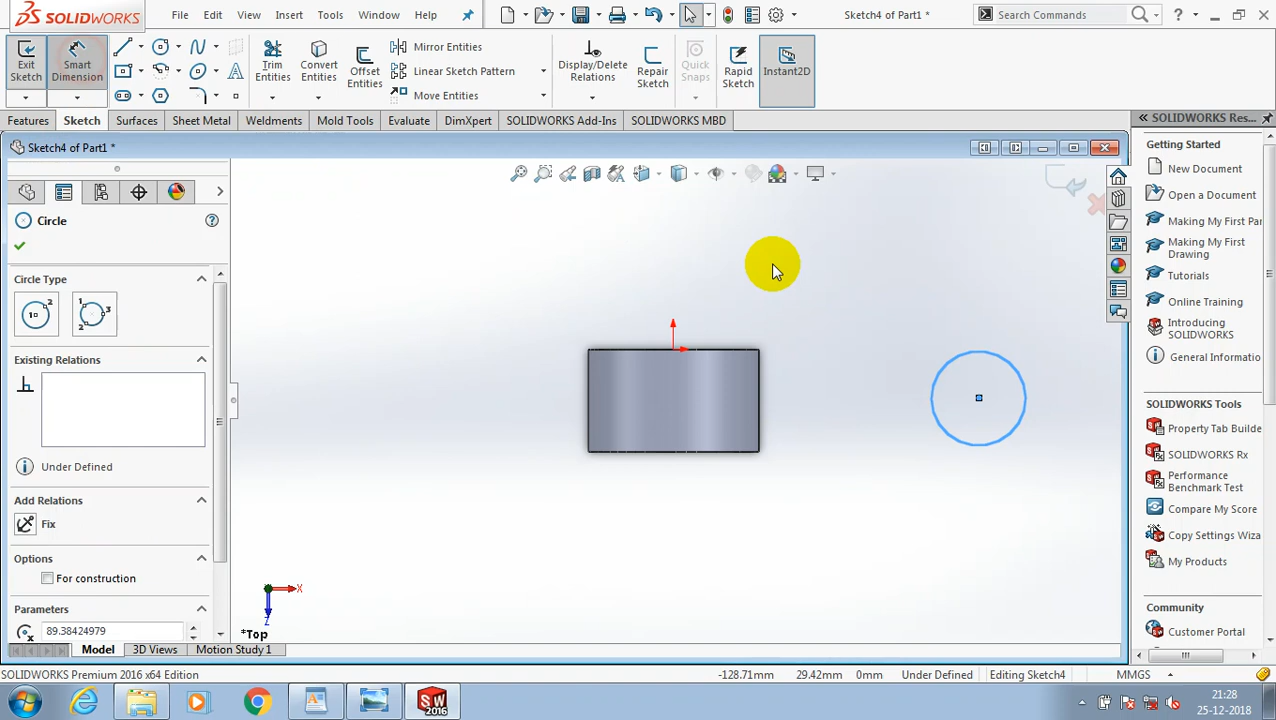 SOLIDWORKS File Edit View Insert Tools Window Help Sketch4 of Part1 * Search Commands ?
Exit Sketch
Smart Dimension
Trim Entities
Convert Entities
Offset Entities
Mirror Entities
Linear Sketch Pattern
Move Entities
Display/Delete Relations
Repair Sketch
Quick Snaps
Rapid Sketch
Instant2D
Features Sketch Surfaces Sheet Metal Weldments Mold Tools Evaluate DimXpert SOLIDWORKS Add-Ins SOLIDWORKS MBD
Sketch4 of Part1 *
Circle
Circle Type
Existing Relations
Under Defined
Add Relations
Fix
Options
For construction
Parameters
89.38424979
X
Z
*Top
Model 3D Views Motion Study 1
SOLIDWORKS Res...
Getting Started
New Document
Open a Document
Making My First Par
Making My First
Drawing
Tutorials
Online Training
Introducing
SOLIDWORKS
General Informatio
SOLIDWORKS Tools
Property Tab Builde
SOLIDWORKS Rx
Performance
Benchmark Test
Compare My Score
Copy Settings Wiza
My Products
Community
Customer Portal
SOLIDWORKS Premium 2016 x64 Edition -128.71mm 29.42mm 0mm Under Defined Editing Sketch4 MMGS
SW
2016
21:28
25-12-2018